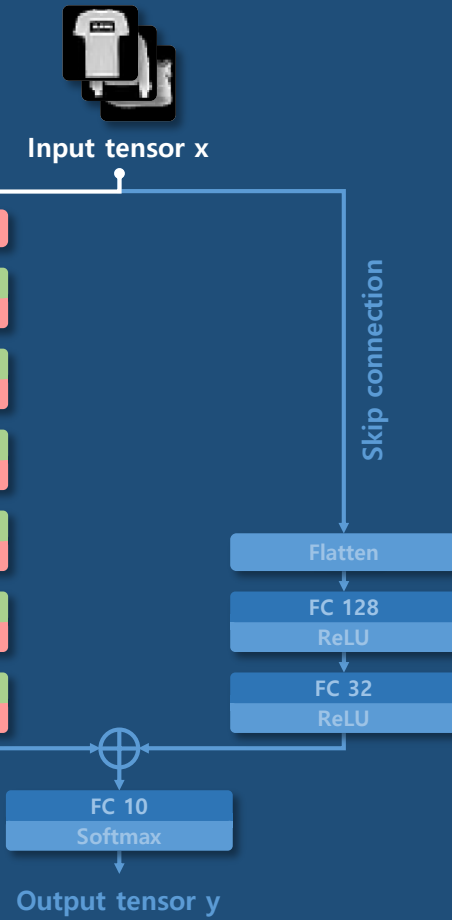 Input tensor x
Skip connection
Flatten
FC 128
ReLU
FC 32
ReLU
FC 10
Softmax
Output tensor y